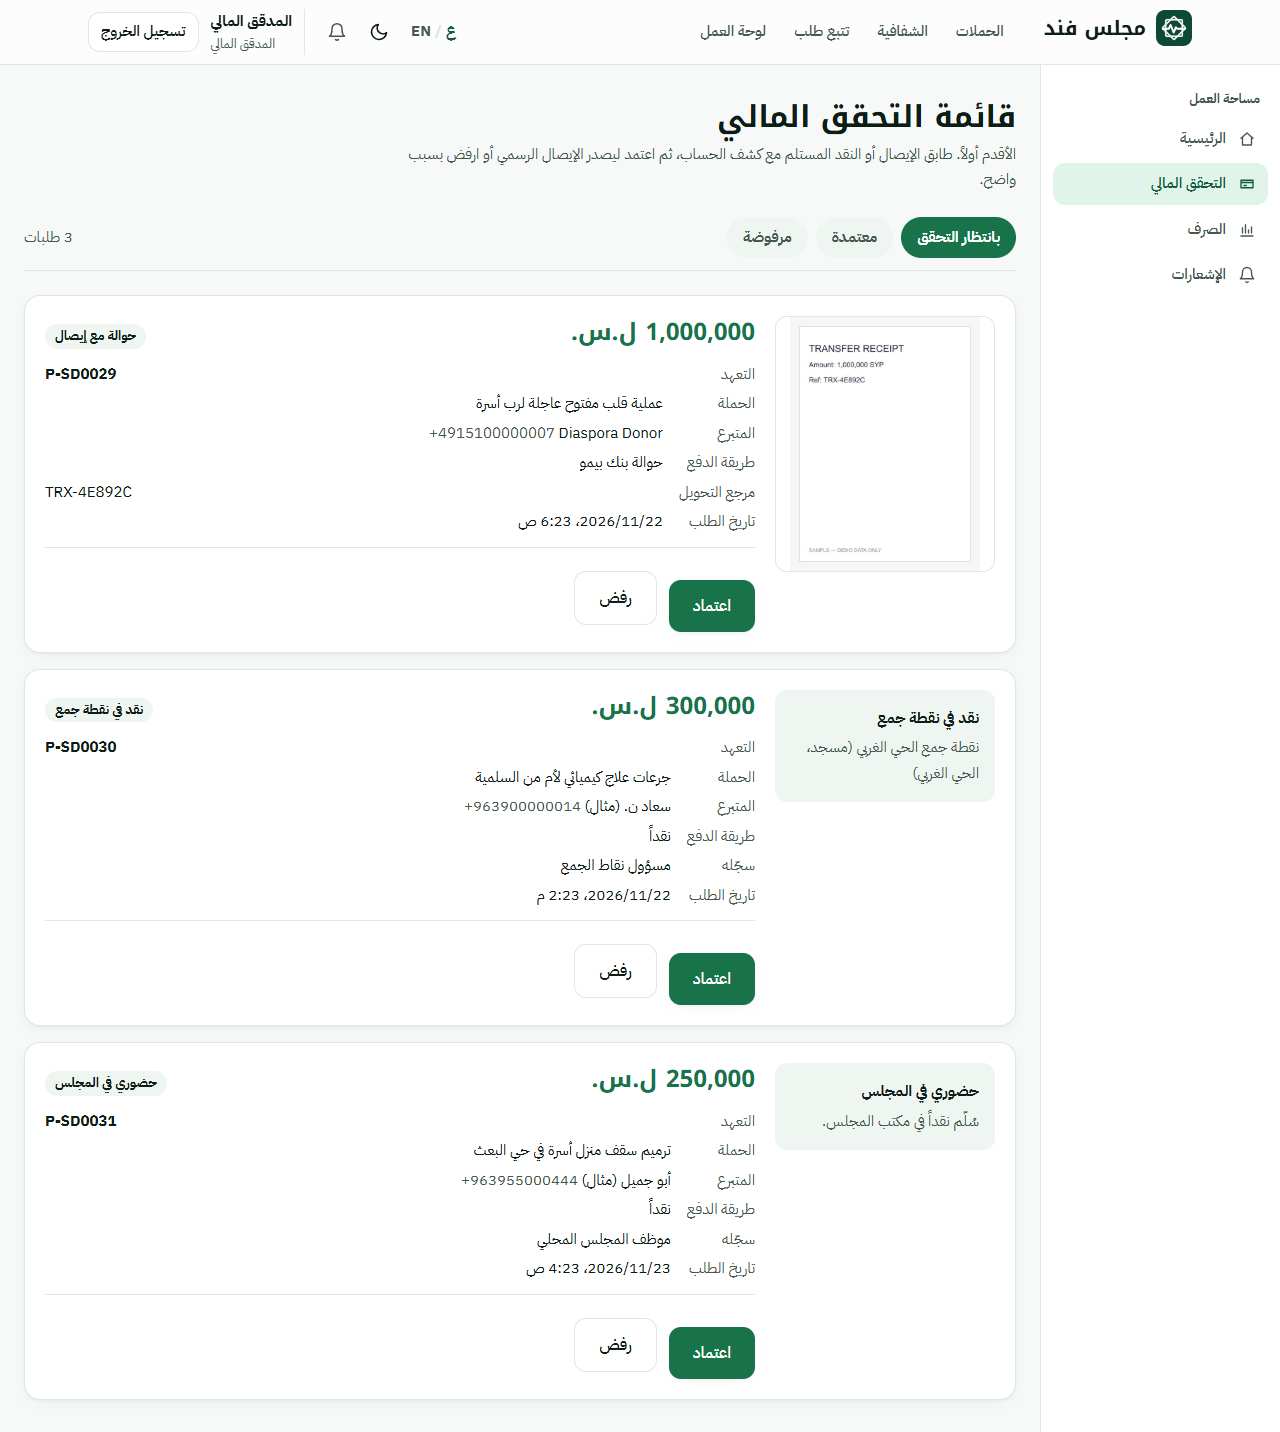 مجلس فند
الحملات
الشفافية
تتبع طلب
لوحة العمل
ع / EN
المدقق المالي
المدقق المالي
تسجيل الخروج
مساحة العمل
الرئيسية
التحقق المالي
الصرف
الإشعارات
قائمة التحقق المالي
الأقدم أولاً. طابق الإيصال أو النقد المستلم مع كشف الحساب، ثم اعتمد ليصدر الإيصال الرسمي أو ارفض بسبب
واضح.
بانتظار التحقق
معتمدة
مرفوضة
3 طلبات
TRANSFER RECEIPT
Amount: 1,000,000 SYP
Ref: TRX-4E892C
SAMPLE — DEMO DATA ONLY
1,000,000 ل.س.
حوالة مع إيصال
التعهد P-SD0029
الحملة عملية قلب مفتوح عاجلة لرب أسرة
المتبرع Diaspora Donor +4915100000007
طريقة الدفع حوالة بنك بيمو
مرجع التحويل TRX-4E892C
تاريخ الطلب 2026/11/22، 6:23 ص
اعتماد
رفض
نقد في نقطة جمع
نقطة جمع الحي الغربي (مسجد،
الحي الغربي)
300,000 ل.س.
نقد في نقطة جمع
التعهد P-SD0030
الحملة جرعات علاج كيميائي لأم من السلمية
المتبرع سعاد ن. (مثال) +963900000014
طريقة الدفع نقداً
سجّله مسؤول نقاط الجمع
تاريخ الطلب 2026/11/22، 2:23 م
اعتماد
رفض
حضوري في المجلس
سُلّم نقداً في مكتب المجلس.
250,000 ل.س.
حضوري في المجلس
التعهد P-SD0031
الحملة ترميم سقف منزل أسرة في حي البعث
المتبرع أبو جميل (مثال) +963955000444
طريقة الدفع نقداً
سجّله موظف المجلس المحلي
تاريخ الطلب 2026/11/23، 4:23 ص
اعتماد
رفض